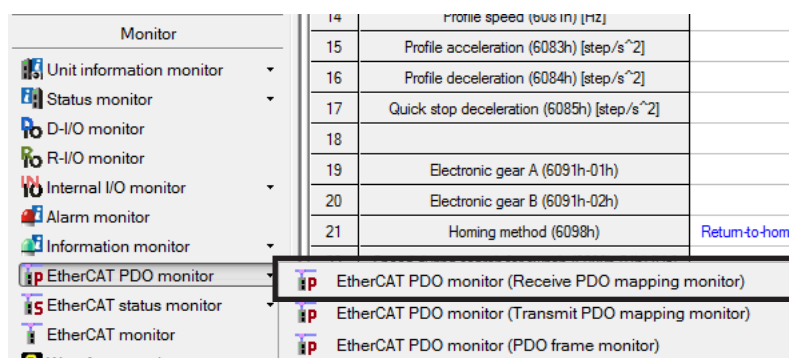 Monitor
Unit information monitor
Status monitor
D-I/O monitor
R-I/O monitor
Internal I/O monitor
Alarm monitor
Information monitor
EtherCAT PDO monitor
EtherCAT status monitor
EtherCAT monitor
14 Profile speed (6081h) [Hz]
15 Profile acceleration (6083h) [step/s^2]
16 Profile deceleration (6084h) [step/s^2]
17 Quick stop deceleration (6085h) [step/s^2]
18
19 Electronic gear A (6091h-01h)
20 Electronic gear B (6091h-02h)
21 Homing method (6098h) Return-to-hom
EtherCAT PDO monitor (Receive PDO mapping monitor)
EtherCAT PDO monitor (Transmit PDO mapping monitor)
EtherCAT PDO monitor (PDO frame monitor)